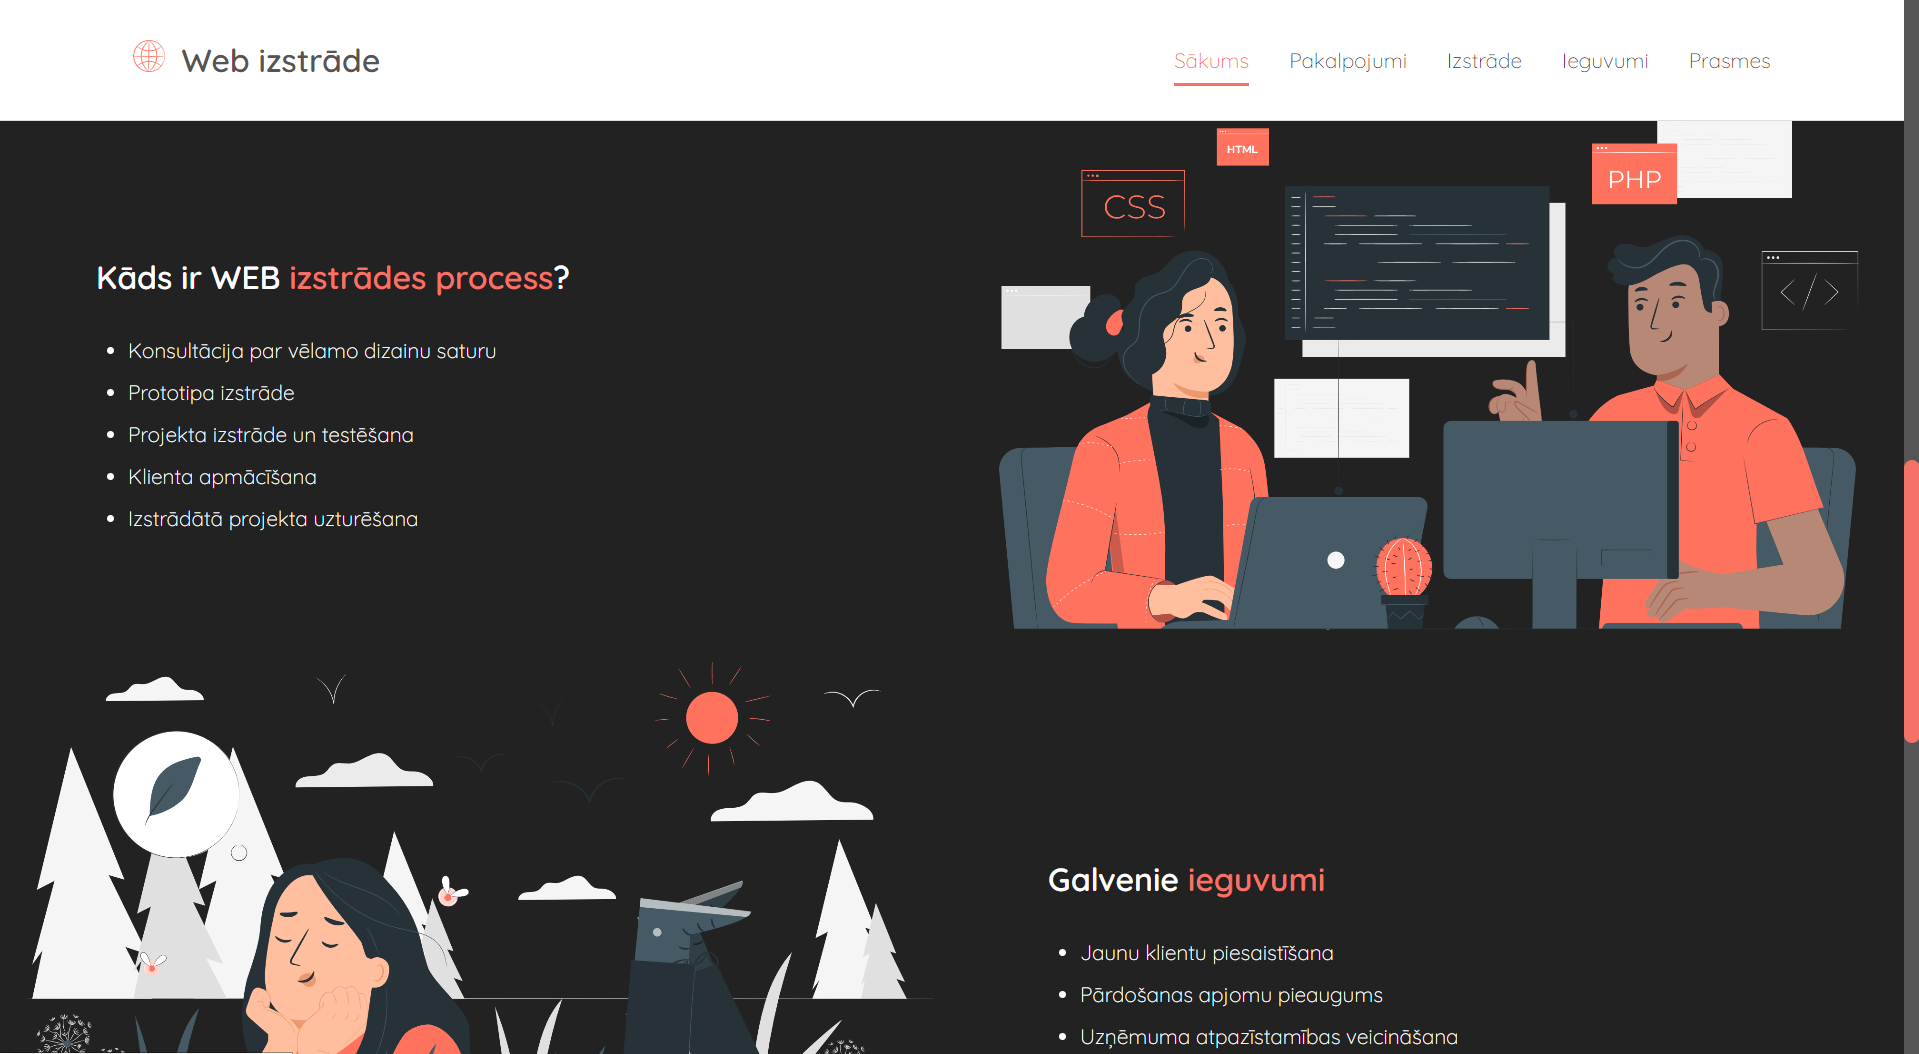 Web izstrāde
Sākums Pakalpojumi Izstrāde Ieguvumi Prasmes
HTML
CSS
PHP
</>
Kāds ir WEB izstrādes process?
Konsultācija par vēlamo dizainu saturu
Prototipa izstrāde
Projekta izstrāde un testēšana
Klienta apmācīšana
Izstrādātā projekta uzturēšana
Galvenie ieguvumi
Jaunu klientu piesaistīšana
Pārdošanas apjomu pieaugums
Uzņēmuma atpazīstamības veicināšana